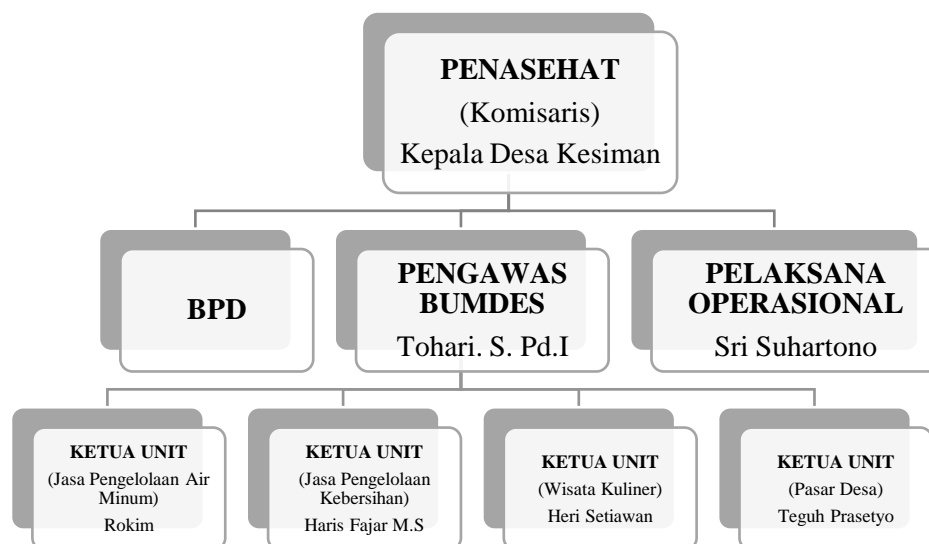 PENASEHAT
(Komisaris)
Kepala Desa Kesiman
BPD
PENGAWAS
BUMDES
Tohari. S. Pd.I
PELAKSANA
OPERASIONAL
Sri Suhartono
KETUA UNIT
(Jasa Pengelolaan Air
Minum)
Rokim
KETUA UNIT
(Jasa Pengelolaan
Kebersihan)
Haris Fajar M.S
KETUA UNIT
(Wisata Kuliner)
Heri Setiawan
KETUA UNIT
(Pasar Desa)
Teguh Prasetyo